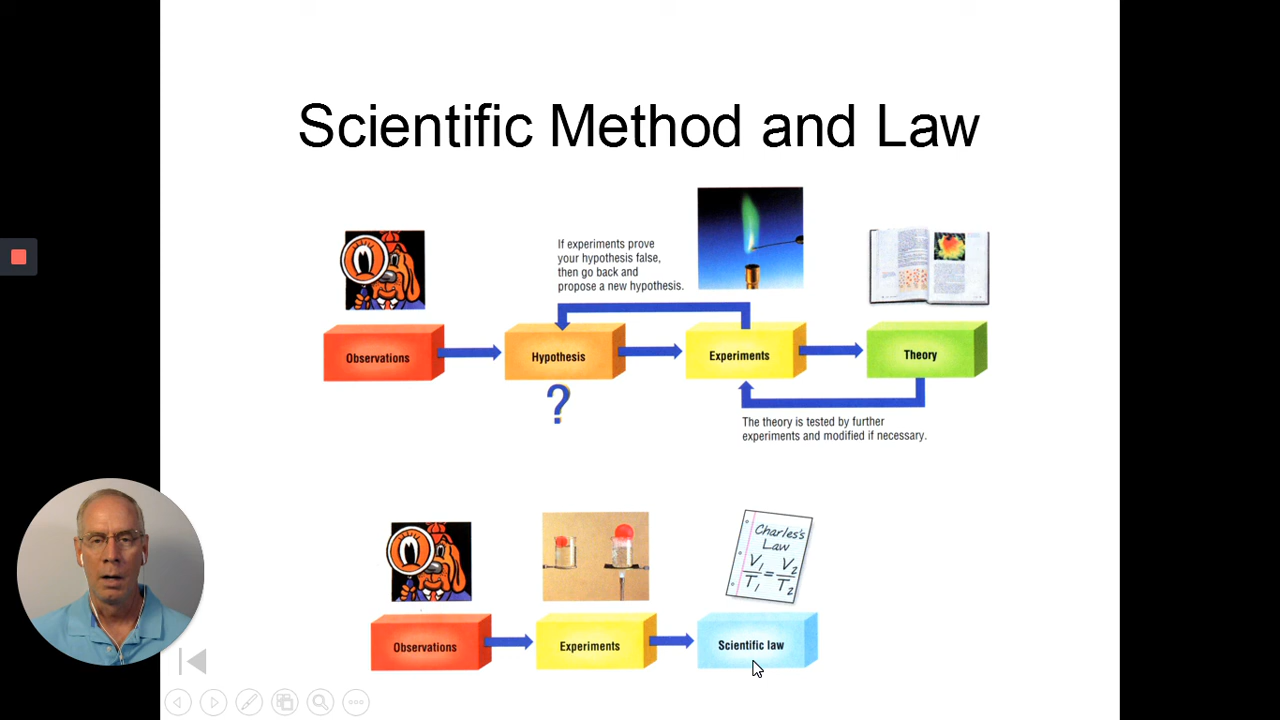 Scientific Method and Law
If experiments prove
your hypothesis false,
then go back and
propose a new hypothesis.
Observations
Hypothesis
Experiments
Theory
?
The theory is tested by further
experiments and modified if necessary.
Charles's
Law
V1/T1 = V2/T2
Observations
Experiments
Scientific law